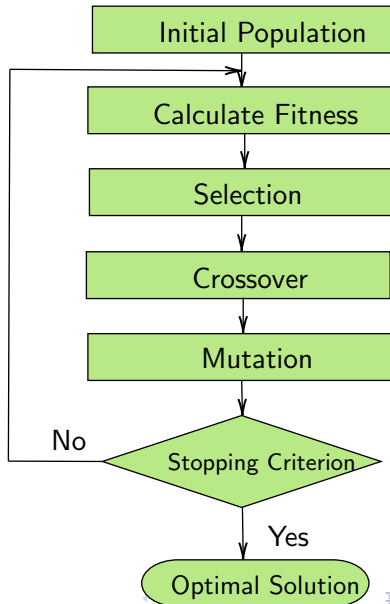 Initial Population
Calculate Fitness
Selection
Crossover
Mutation
Stopping Criterion
No
Yes
Optimal Solution